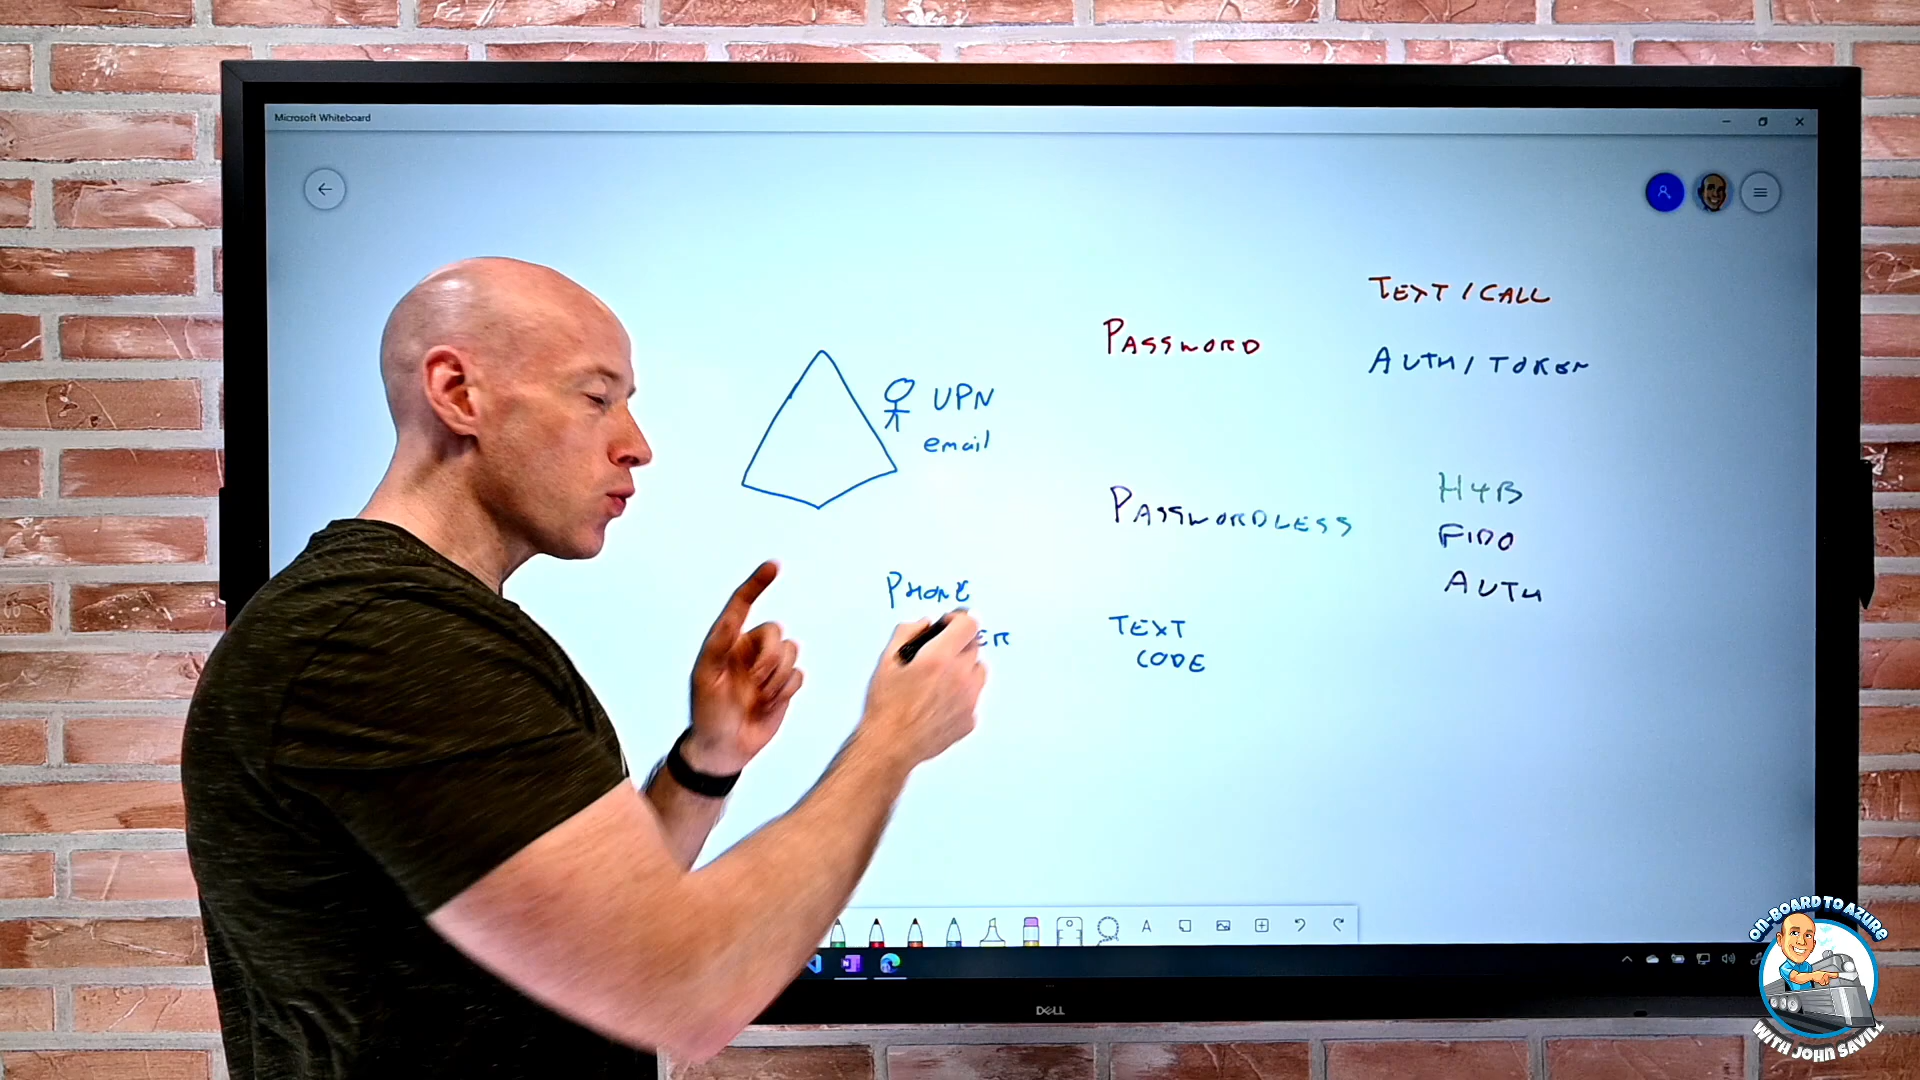 Microsoft Whiteboard
TEXT / CALL
PASSWORD
AUTH / TOKEN
UPN
email
H4B
PASSWORDLESS
FIDO
AUTH
PHONE
ER
TEXT
CODE
DELL
ON-BOARD TO AZURE
WITH JOHN SAVILL